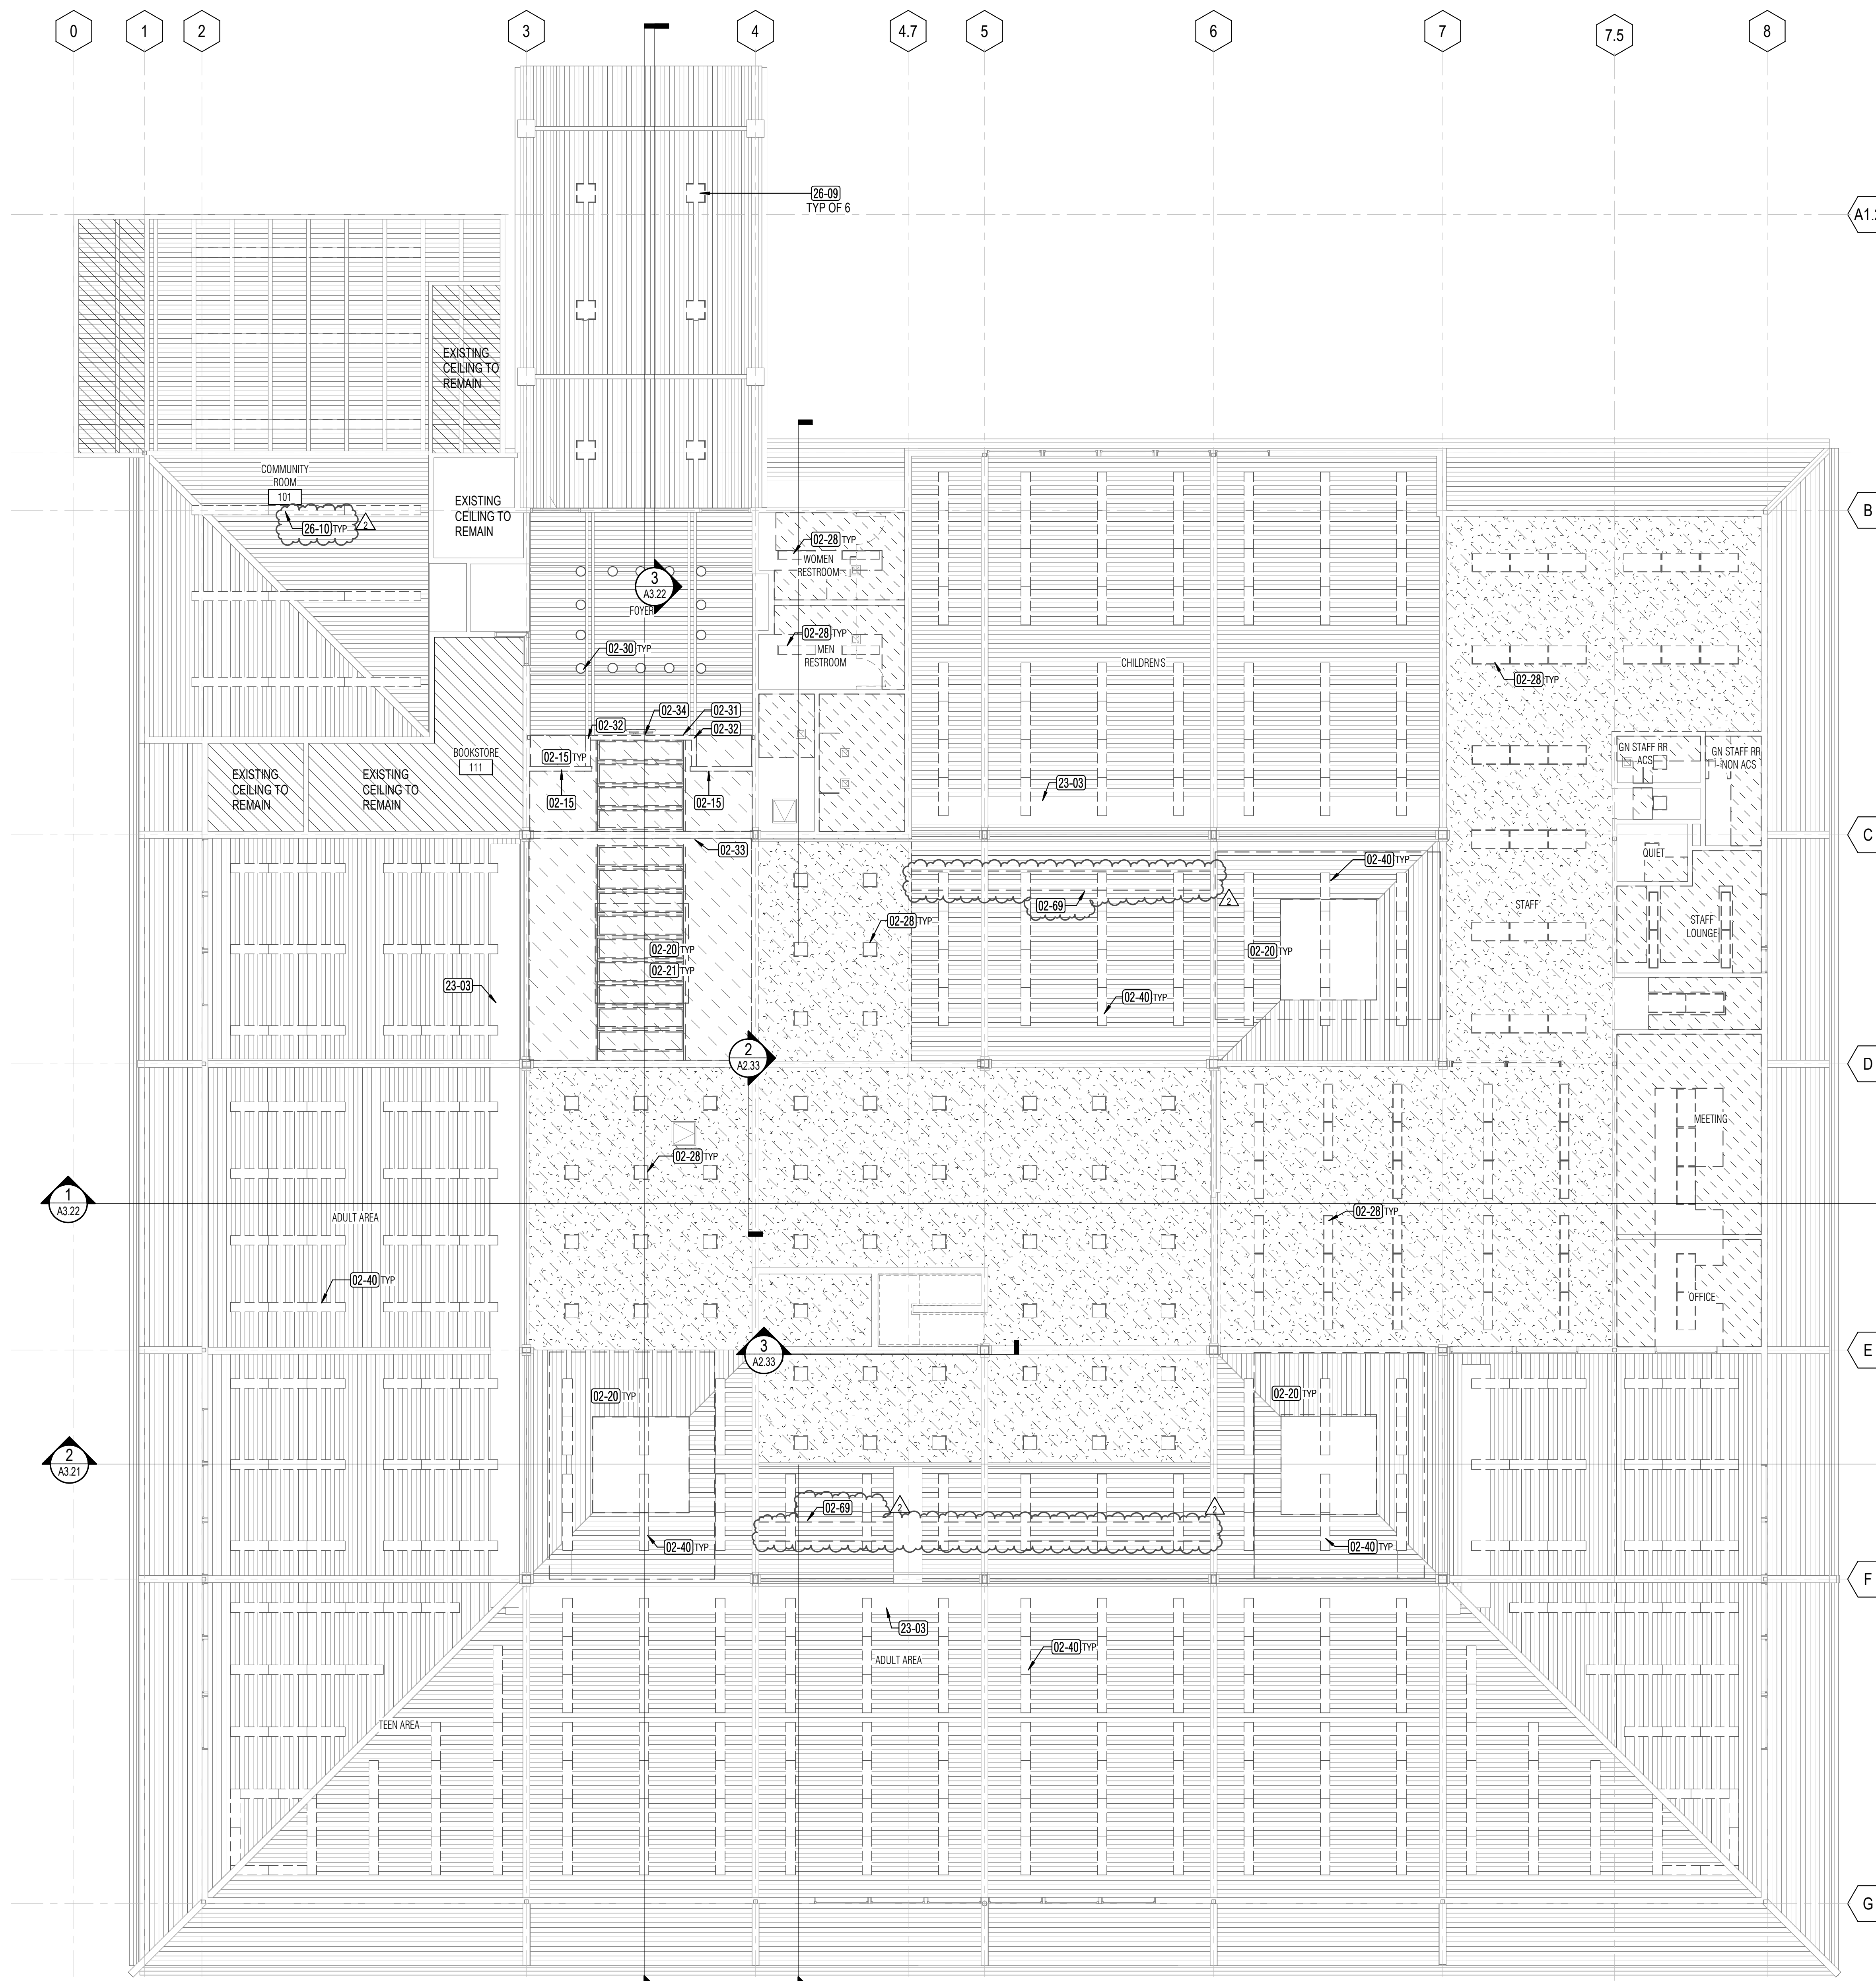 0
1
2
3
4
4.7
5
6
7
7.5
8
26-09
TYP OF 6
EXISTING
CEILING TO
REMAIN
COMMUNITY
ROOM
101
26-10 TYP
2
EXISTING
CEILING TO
REMAIN
B
02-28 TYP
WOMEN
RESTROOM
3
A3.22
FOYER
02-28 TYP
MEN
RESTROOM
02-30 TYP
CHILDREN'S
02-28 TYP
02-34
02-31
02-32
02-32
BOOKSTORE
111
02-15 TYP
GN STAFF RR
ACS
GN STAFF RR
- NON ACS
EXISTING
CEILING TO
REMAIN
EXISTING
CEILING TO
REMAIN
02-15
02-15
23-03
C
02-33
QUIET
02-40 TYP
02-69
2
STAFF
02-28 TYP
STAFF
LOUNGE
02-20 TYP
02-21 TYP
02-20 TYP
23-03
02-40 TYP
2
A2.33
D
MEETING
02-28 TYP
1
A3.22
ADULT AREA
02-28 TYP
02-40 TYP
OFFICE
3
A2.33
E
02-20 TYP
02-20 TYP
2
A3.21
02-69
2
2
02-40 TYP
02-40 TYP
F
23-03
ADULT AREA
02-40 TYP
TEEN AREA
G